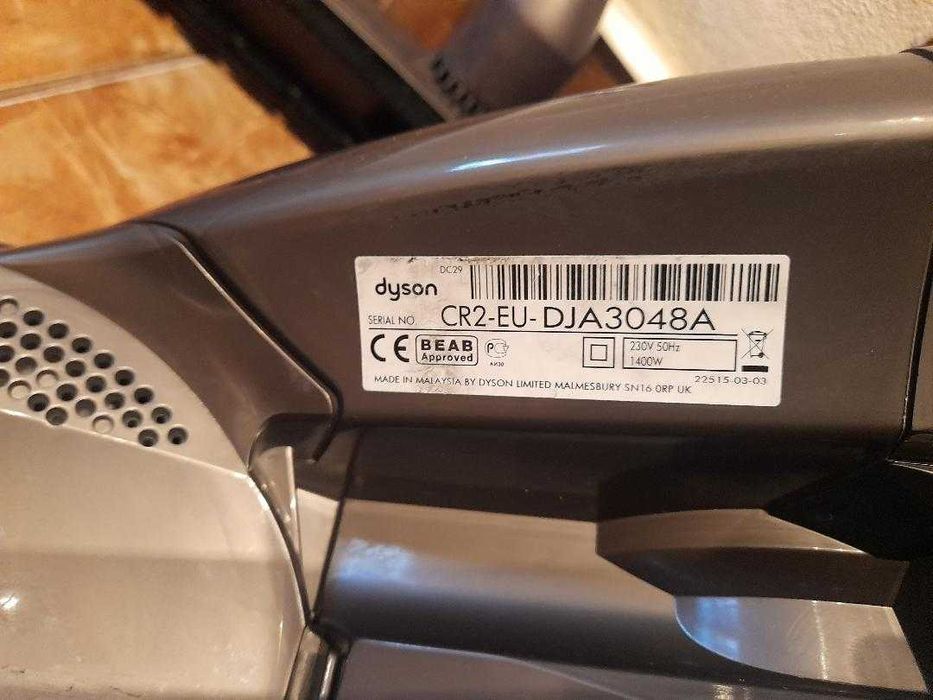 DC29
dyson
SERIAL NO. CR2-EU-DJA3048A
CE BEAB Approved
АИ30
230V 50Hz
1400W
MADE IN MALAYSIA BY DYSON LIMITED MALMESBURY SN16 0RP UK
22515-03-03